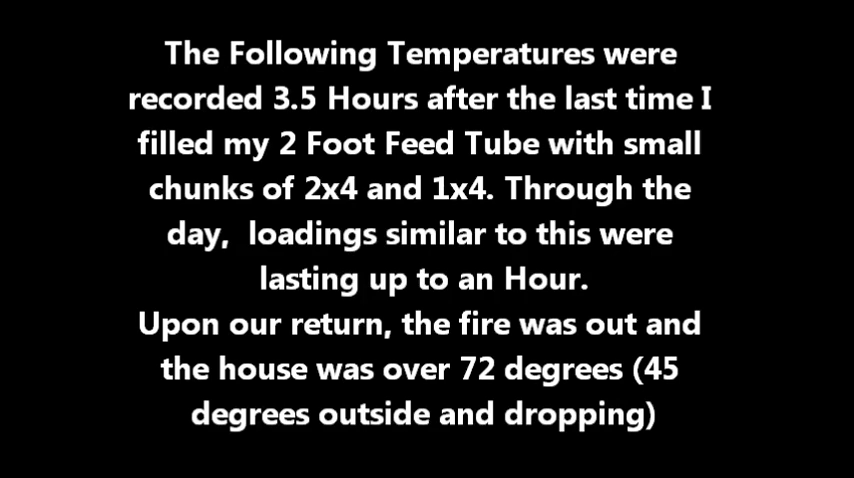 The Following Temperatures were
recorded 3.5 Hours after the last time I
filled my 2 Foot Feed Tube with small
chunks of 2x4 and 1x4. Through the
day,  loadings similar to this were
lasting up to an Hour.
Upon our return, the fire was out and
the house was over 72 degrees (45
degrees outside and dropping)